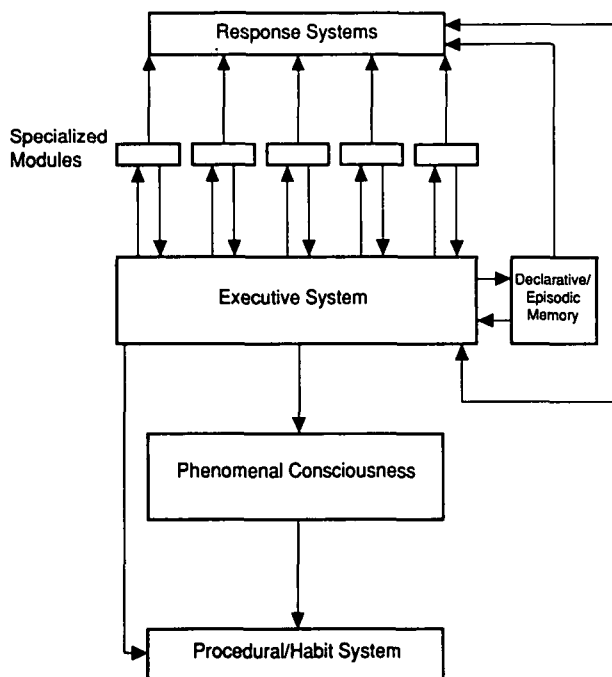 Response Systems
Specialized
Modules
Executive System
Declarative/
Episodic
Memory
Phenomenal Consciousness
Procedural/Habit System